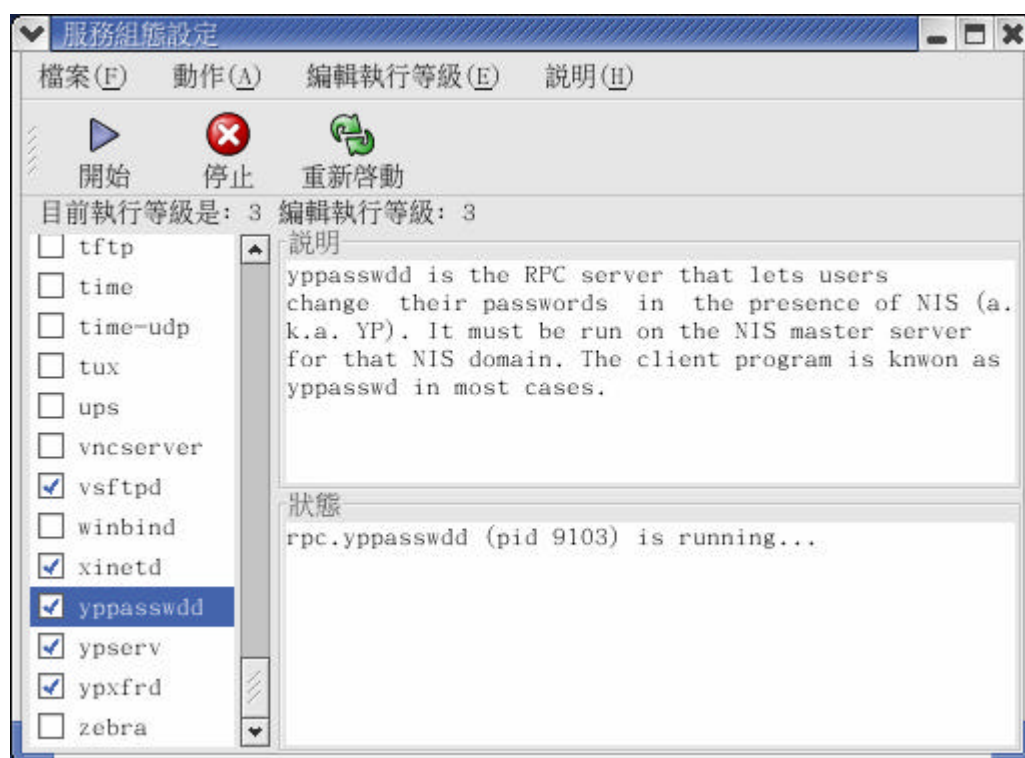 服務組態設定
檔案(F) 動作(A) 編輯執行等級(E) 説明(H)
開始 停止 重新啓動
目前執行等級是: 3 編輯執行等級: 3
tftp
time
time-udp
tux
ups
vncserver
vsftpd
winbind
xinetd
yppasswdd
ypserv
ypxfrd
zebra
説明
yppasswdd is the RPC server that lets users
change their passwords in the presence of NIS (a.
k.a. YP). It must be run on the NIS master server
for that NIS domain. The client program is knwon as
yppasswd in most cases.
狀態
rpc.yppasswdd (pid 9103) is running...